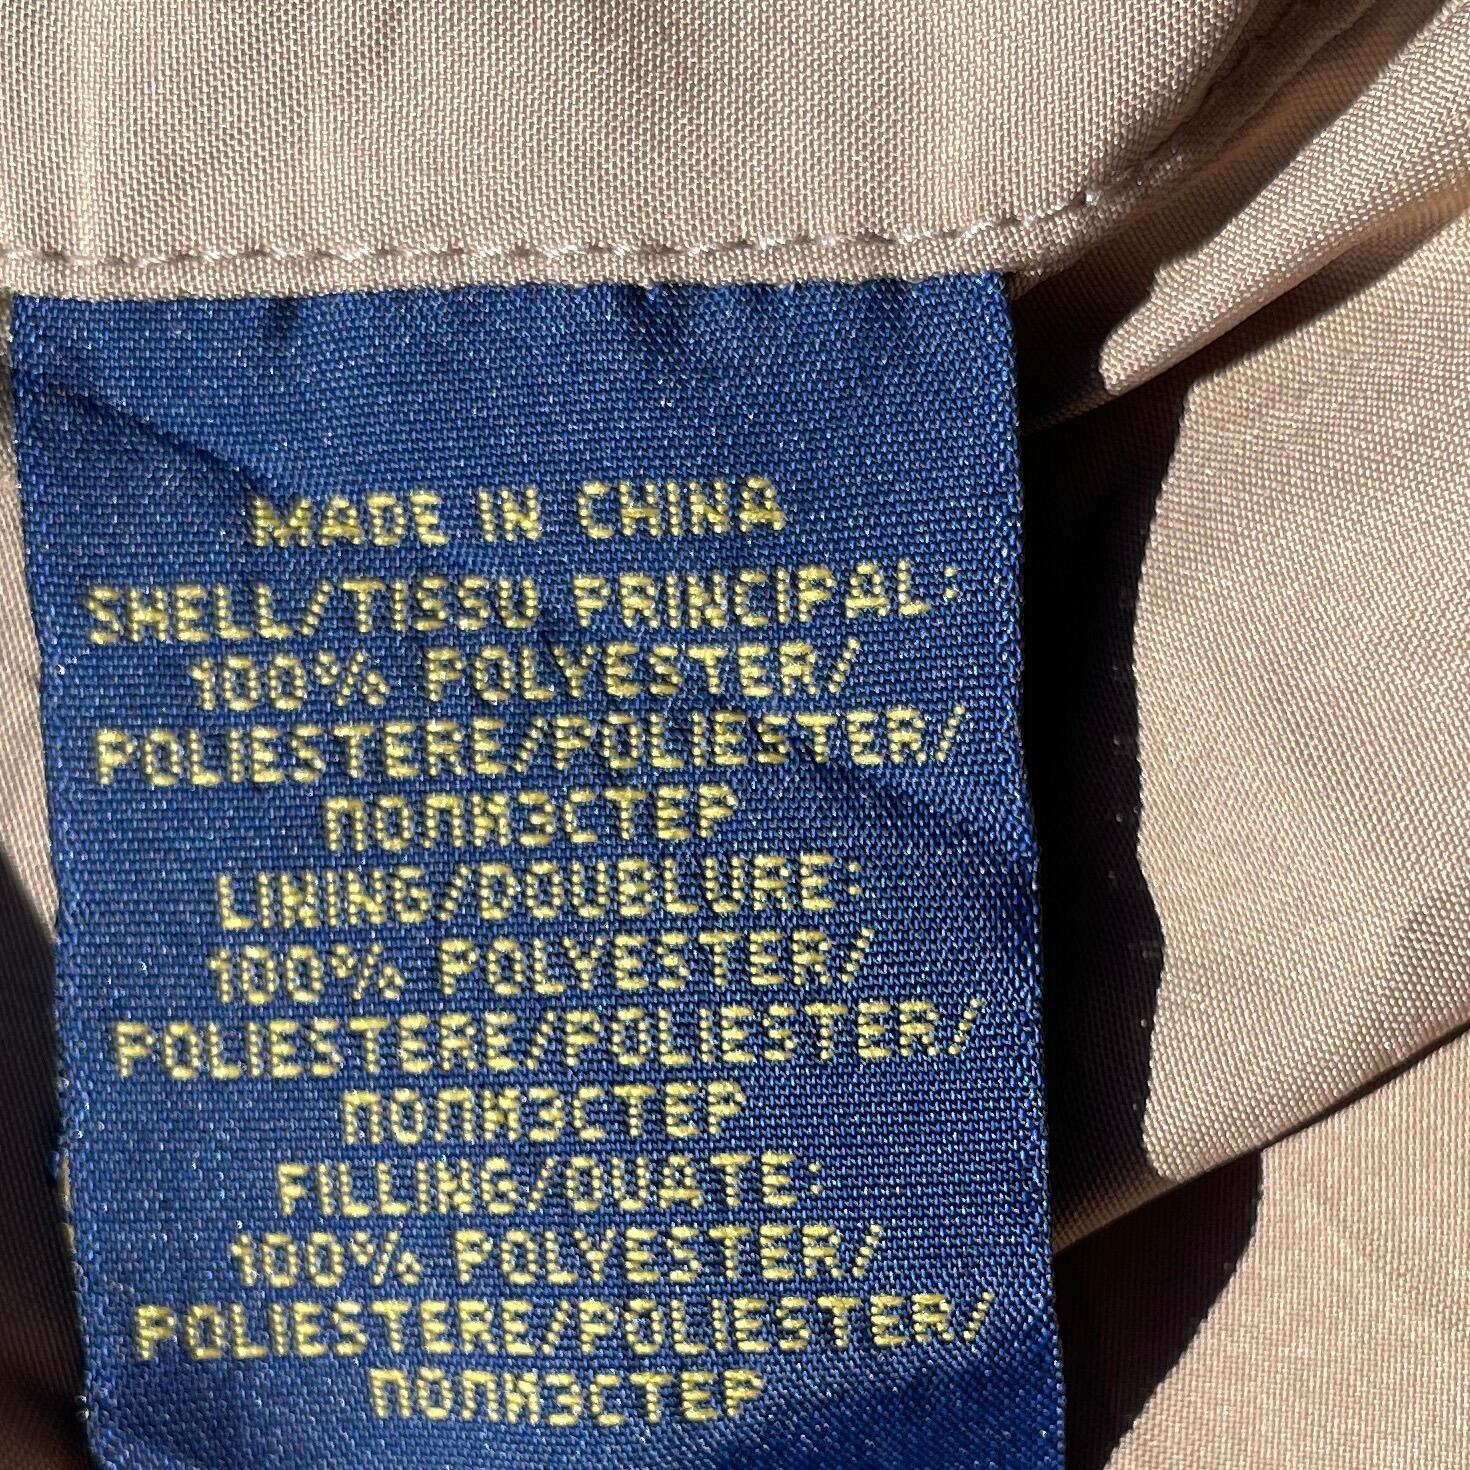 MADE IN CHINA
SHELL/TISSU PRINCIPAL:
100% POLYESTER/
POLIESTERE/POLIESTER/
ПОЛИЭСТЕР
LINING/DOUBLURE:
100% POLYESTER/
POLIESTERE/POLIESTER/
ПОЛИЭСТЕР
FILLING/OUATE:
100% POLYESTER/
POLIESTERE/POLIESTER/
ПОЛИЭСТЕР